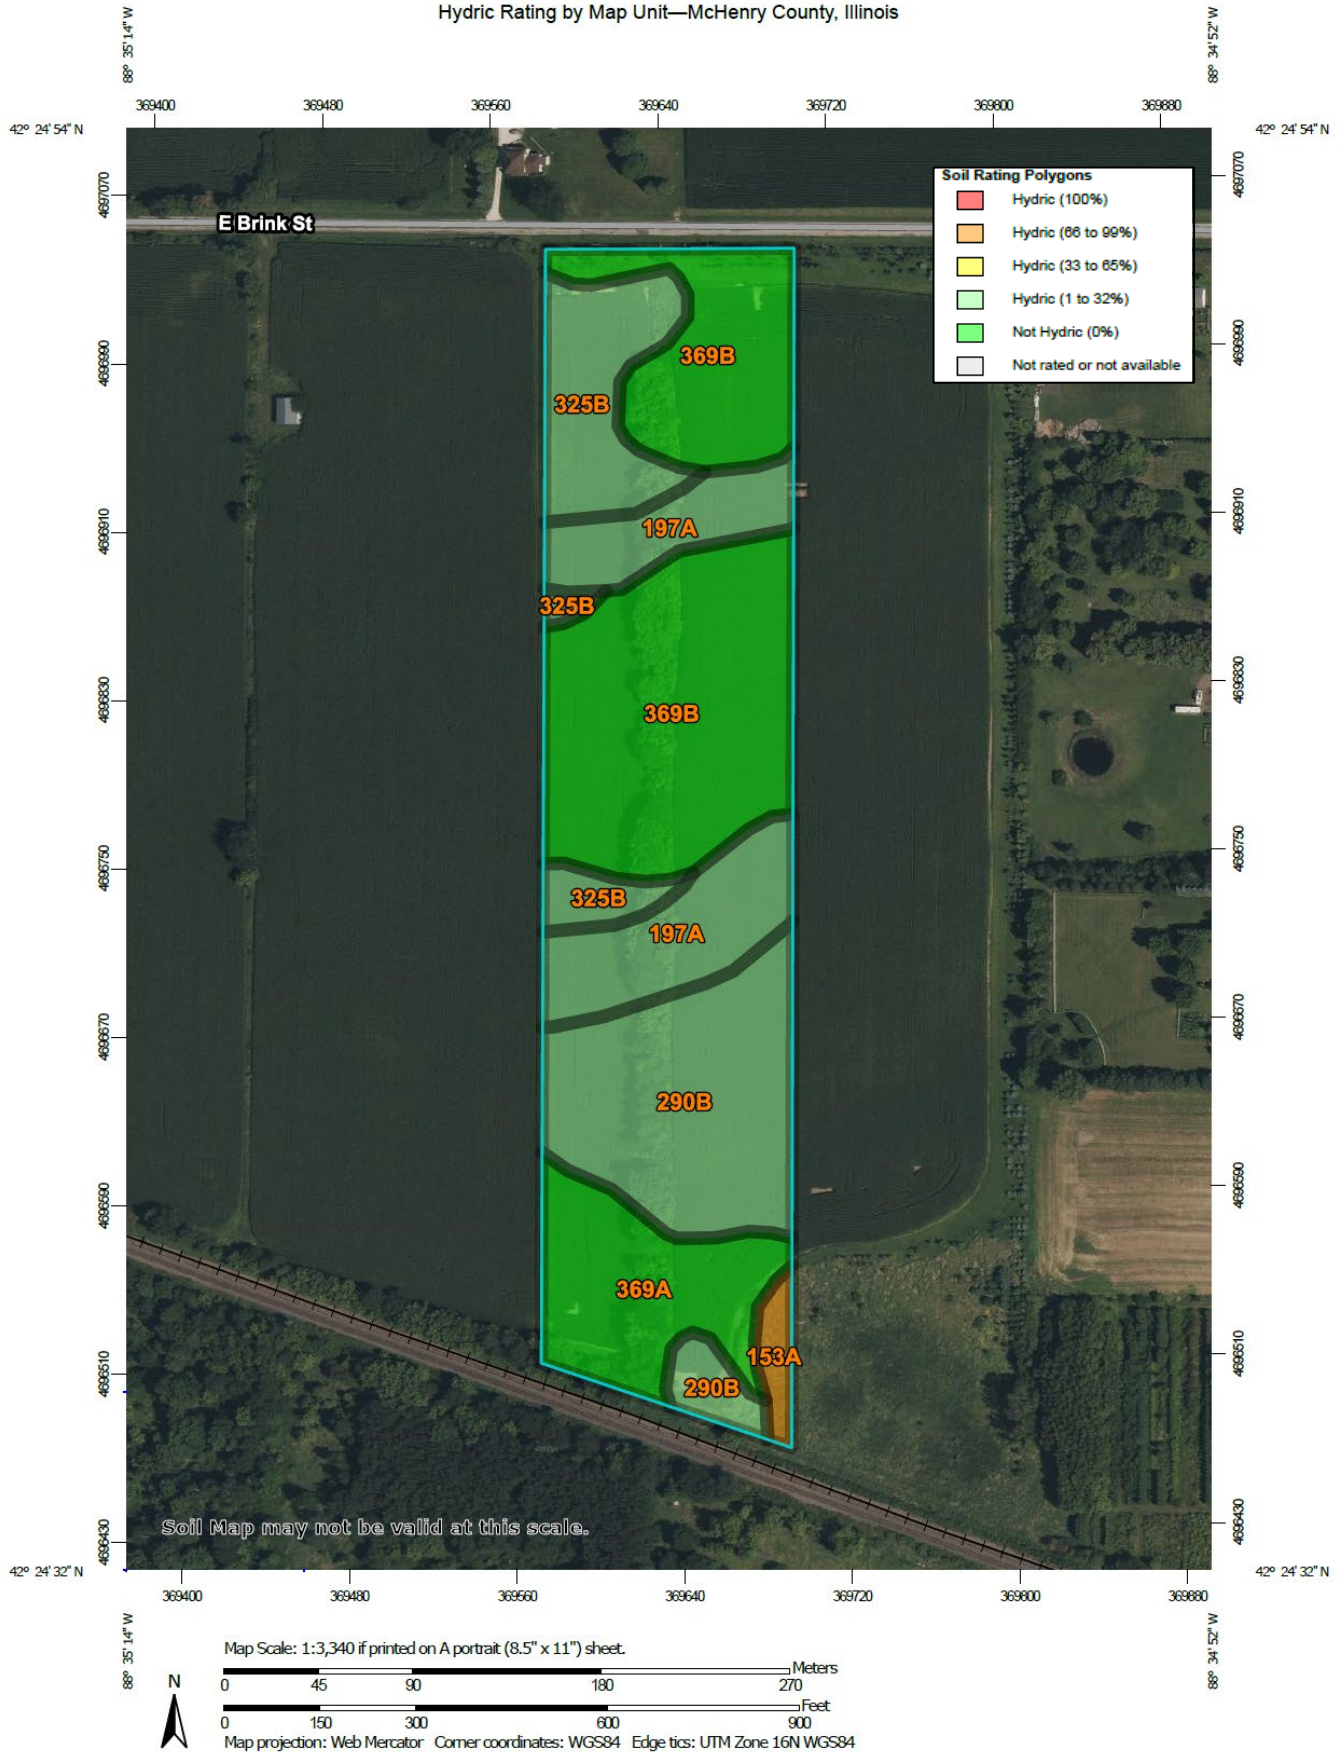 Hydric Rating by Map Unit—McHenry County, Illinois
88° 35' 14" W
88° 34' 52" W
369400 369480 369560 369640 369720 369800 369880
42° 24' 54" N
42° 24' 54" N
4697070
4697070
Soil Rating Polygons
Hydric (100%)
Hydric (66 to 99%)
Hydric (33 to 65%)
Hydric (1 to 32%)
Not Hydric (0%)
Not rated or not available
E Brink St
4696990
4696990
369B
325B
4696910
4696910
197A
325B
4696830
4696830
369B
4696750
4696750
325B
197A
4696670
4696670
290B
4696590
4696590
369A
153A
4696510
4696510
290B
4696430
4696430
Soil Map may not be valid at this scale.
42° 24' 32" N
42° 24' 32" N
369400 369480 369560 369640 369720 369800 369880
88° 35' 14" W
88° 34' 52" W
Map Scale: 1:3,340 if printed on A portrait (8.5" x 11") sheet.
Meters
0 45 90 180 270
N
Feet
0 150 300 600 900
Map projection: Web Mercator Corner coordinates: WGS84 Edge tics: UTM Zone 16N WGS84